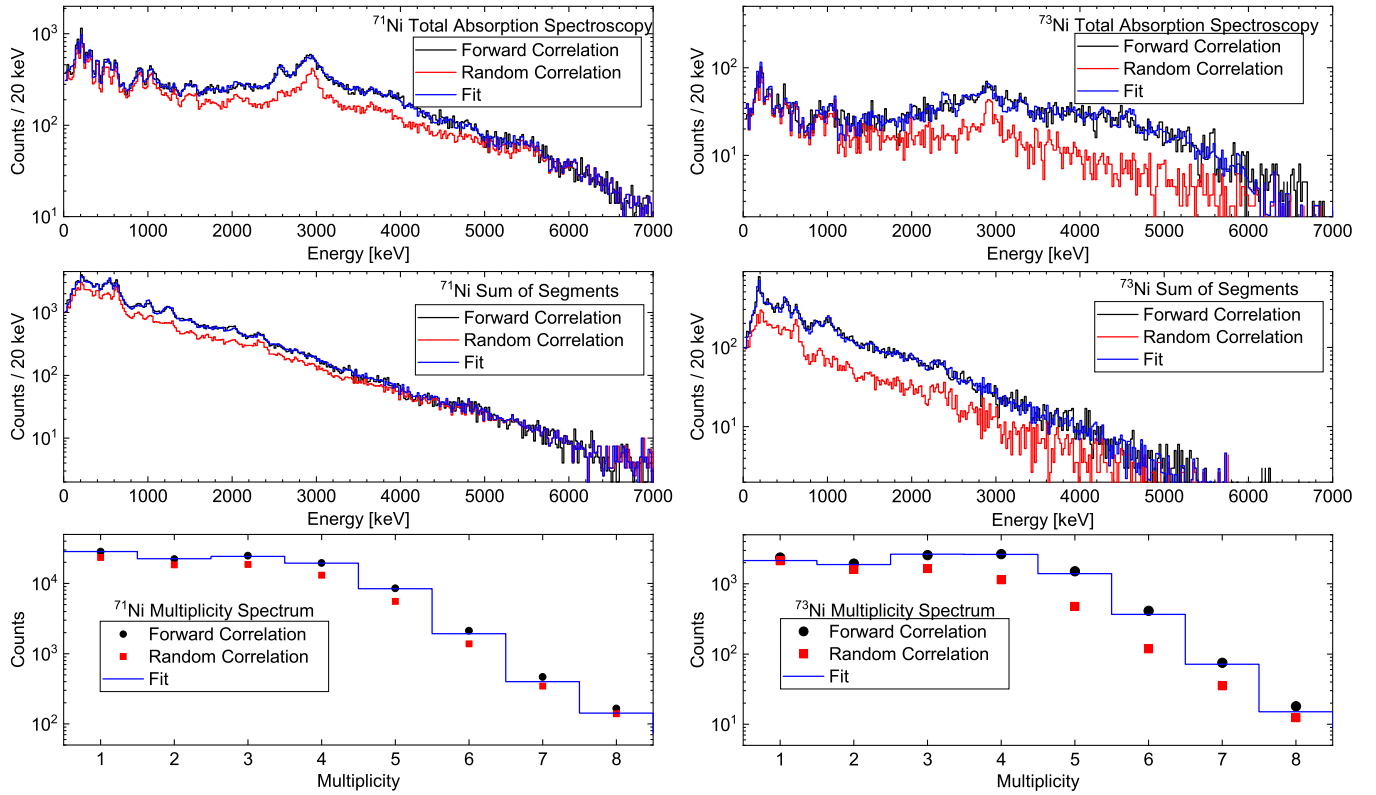 ⁷¹Ni Total Absorption Spectroscopy
Forward Correlation
Random Correlation
Fit
Counts / 20 keV
10³
10²
10¹
0 1000 2000 3000 4000 5000 6000 7000
Energy [keV]
⁷³Ni Total Absorption Spectroscopy
Forward Correlation
Random Correlation
Fit
Counts / 20 keV
10²
10¹
0 1000 2000 3000 4000 5000 6000 7000
Energy [keV]
⁷¹Ni Sum of Segments
Forward Correlation
Random Correlation
Fit
Counts / 20 keV
10³
10²
10¹
0 1000 2000 3000 4000 5000 6000 7000
Energy [keV]
⁷³Ni Sum of Segments
Forward Correlation
Random Correlation
Fit
Counts / 20 keV
10²
10¹
0 1000 2000 3000 4000 5000 6000 7000
Energy [keV]
⁷¹Ni Multiplicity Spectrum
Forward Correlation
Random Correlation
Fit
Counts
10⁴
10³
10²
1 2 3 4 5 6 7 8
Multiplicity
⁷³Ni Multiplicity Spectrum
Forward Correlation
Random Correlation
Fit
Counts
10³
10²
10¹
1 2 3 4 5 6 7 8
Multiplicity